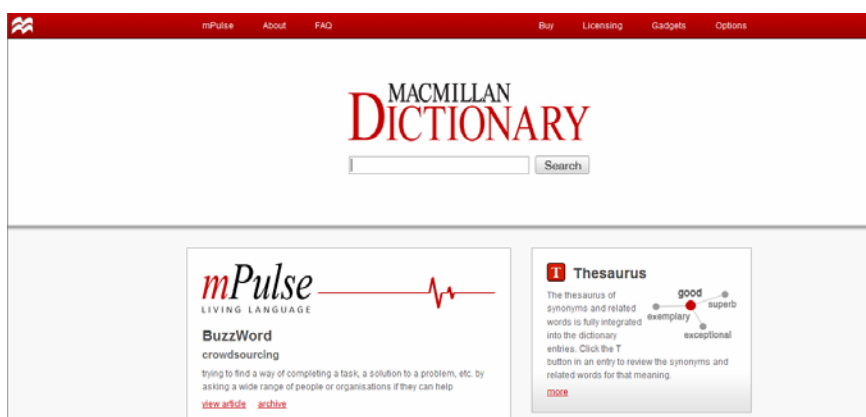 mPulse About FAQ Buy Licensing Gadgets Options
MACMILLAN
DICTIONARY
Search
mPulse
LIVING LANGUAGE
BuzzWord
crowdsourcing
trying to find a way of completing a task, a solution to a problem, etc. by
asking a wide range of people or organisations if they can help
view article archive
T Thesaurus
The thesaurus of
synonyms and related
words is fully integrated
into the dictionary
entries. Click the T
button in an entry to review the synonyms and
related words for that meaning.
more
good
superb
exemplary
exceptional